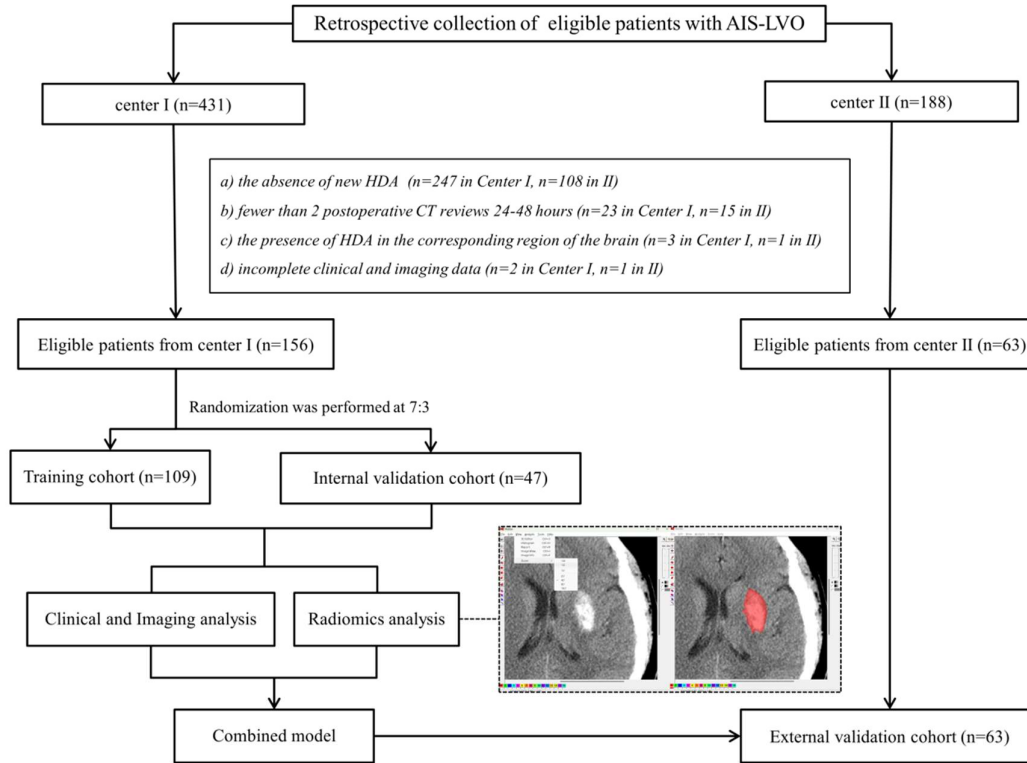 Retrospective collection of eligible patients with AIS-LVO
center I (n=431)
center II (n=188)
a) the absence of new HDA (n=247 in Center I, n=108 in II)
b) fewer than 2 postoperative CT reviews 24-48 hours (n=23 in Center I, n=15 in II)
c) the presence of HDA in the corresponding region of the brain (n=3 in Center I, n=1 in II)
d) incomplete clinical and imaging data (n=2 in Center I, n=1 in II)
Eligible patients from center I (n=156)
Eligible patients from center II (n=63)
Randomization was performed at 7:3
Training cohort (n=109)
Internal validation cohort (n=47)
Clinical and Imaging analysis
Radiomics analysis
Combined model
External validation cohort (n=63)